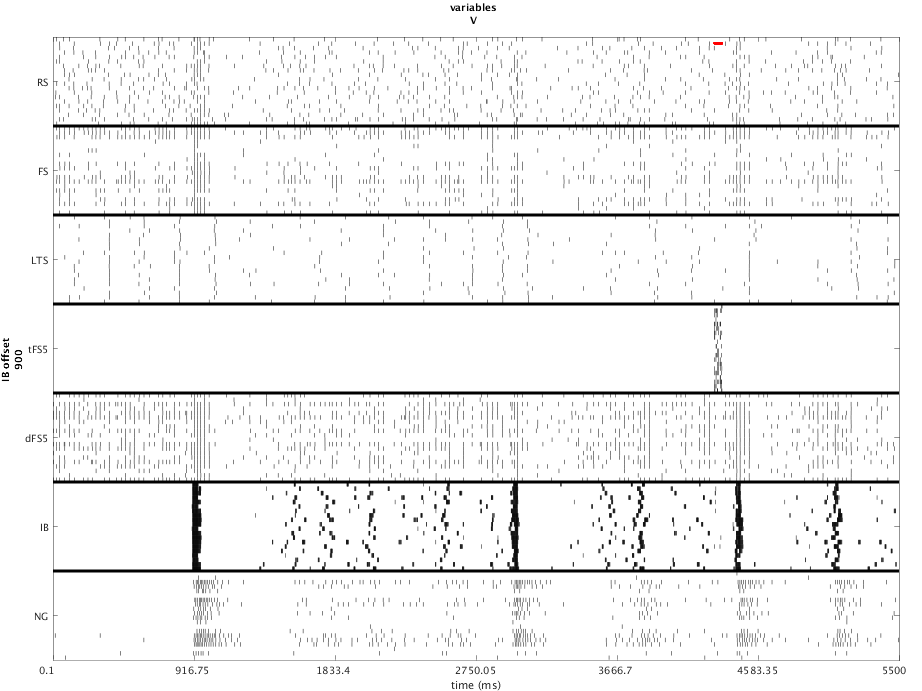 variables
V
RS
FS
LTS
tFS5
dFS5
IB
NG
IB offset
900
0.1 916.75 1833.4 2750.05 3666.7 4583.35 5500
time (ms)